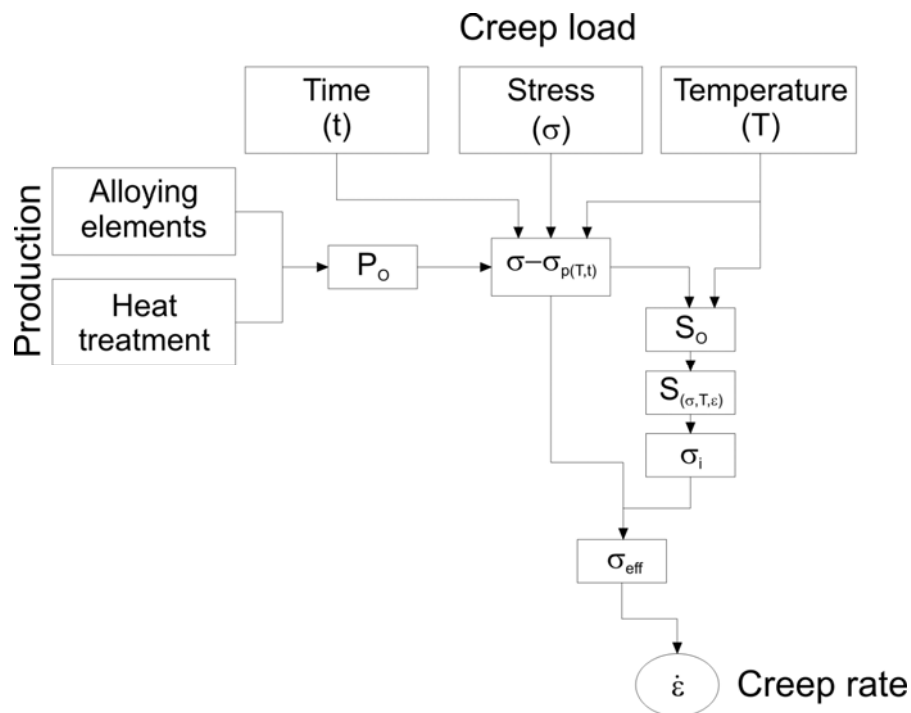 Creep load
Time
(t)
Stress
(σ)
Temperature
(T)
Production
Alloying
elements
Heat
treatment
P₀
σ−σp(T,t)
S₀
S(σ,T,ε)
σi
σeff
ε̇
Creep rate